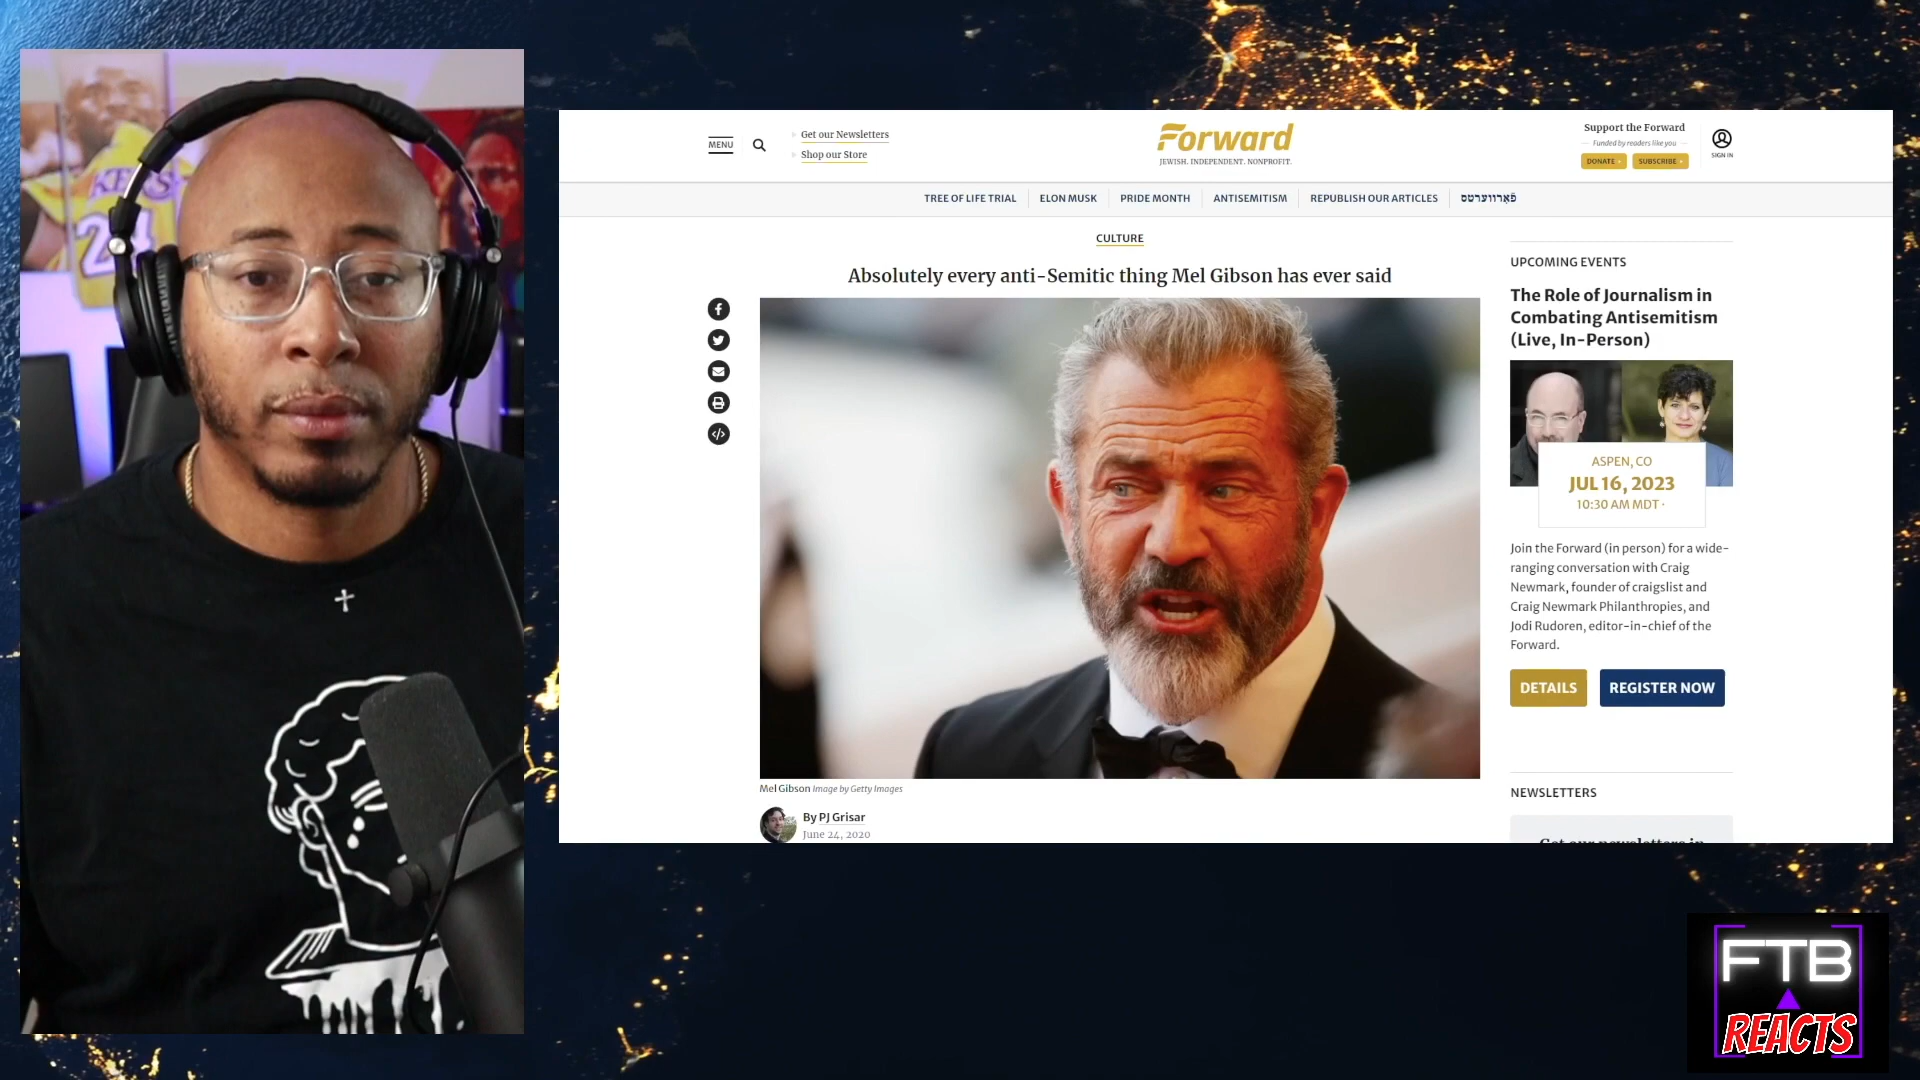 KERS
24
MENU
Get our Newsletters
Shop our Store
Forward
JEWISH. INDEPENDENT. NONPROFIT.
Support the Forward
Funded by readers like you
DONATE
SUBSCRIBE
SIGN IN
TREE OF LIFE TRIAL
ELON MUSK
PRIDE MONTH
ANTISEMITISM
REPUBLISH OUR ARTICLES
פֿאָרווערטס
CULTURE
Absolutely every anti-Semitic thing Mel Gibson has ever said
Mel Gibson Image by Getty Images
By PJ Grisar
June 24, 2020
UPCOMING EVENTS
The Role of Journalism in
Combating Antisemitism
(Live, In-Person)
ASPEN, CO
JUL 16, 2023
10:30 AM MDT ·
Join the Forward (in person) for a wide-
ranging conversation with Craig
Newmark, founder of craigslist and
Craig Newmark Philanthropies, and
Jodi Rudoren, editor-in-chief of the
Forward.
DETAILS
REGISTER NOW
NEWSLETTERS
Get our newsletters in
FTB
REACTS